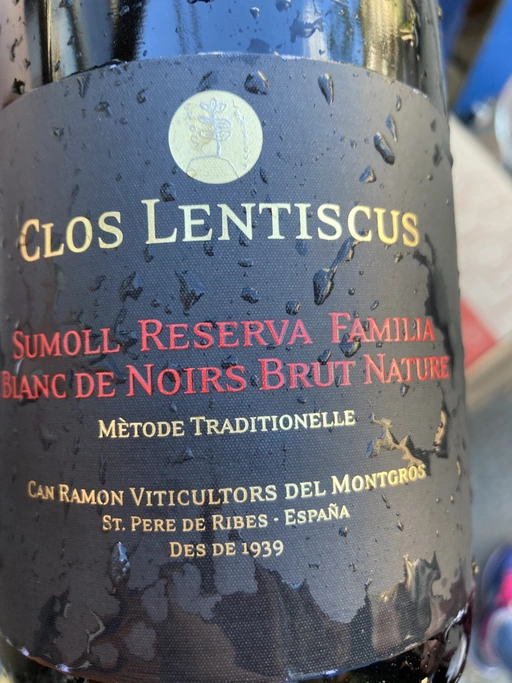 CLOS LENTISCUS
SUMOLL RESERVA FAMILIA
BLANC DE NOIRS BRUT NATURE
MÈTODE TRADITIONELLE
CAN RAMON VITICULTORS DEL MONTGROS
ST. PERE DE RIBES - ESPAÑA
DES DE 1939